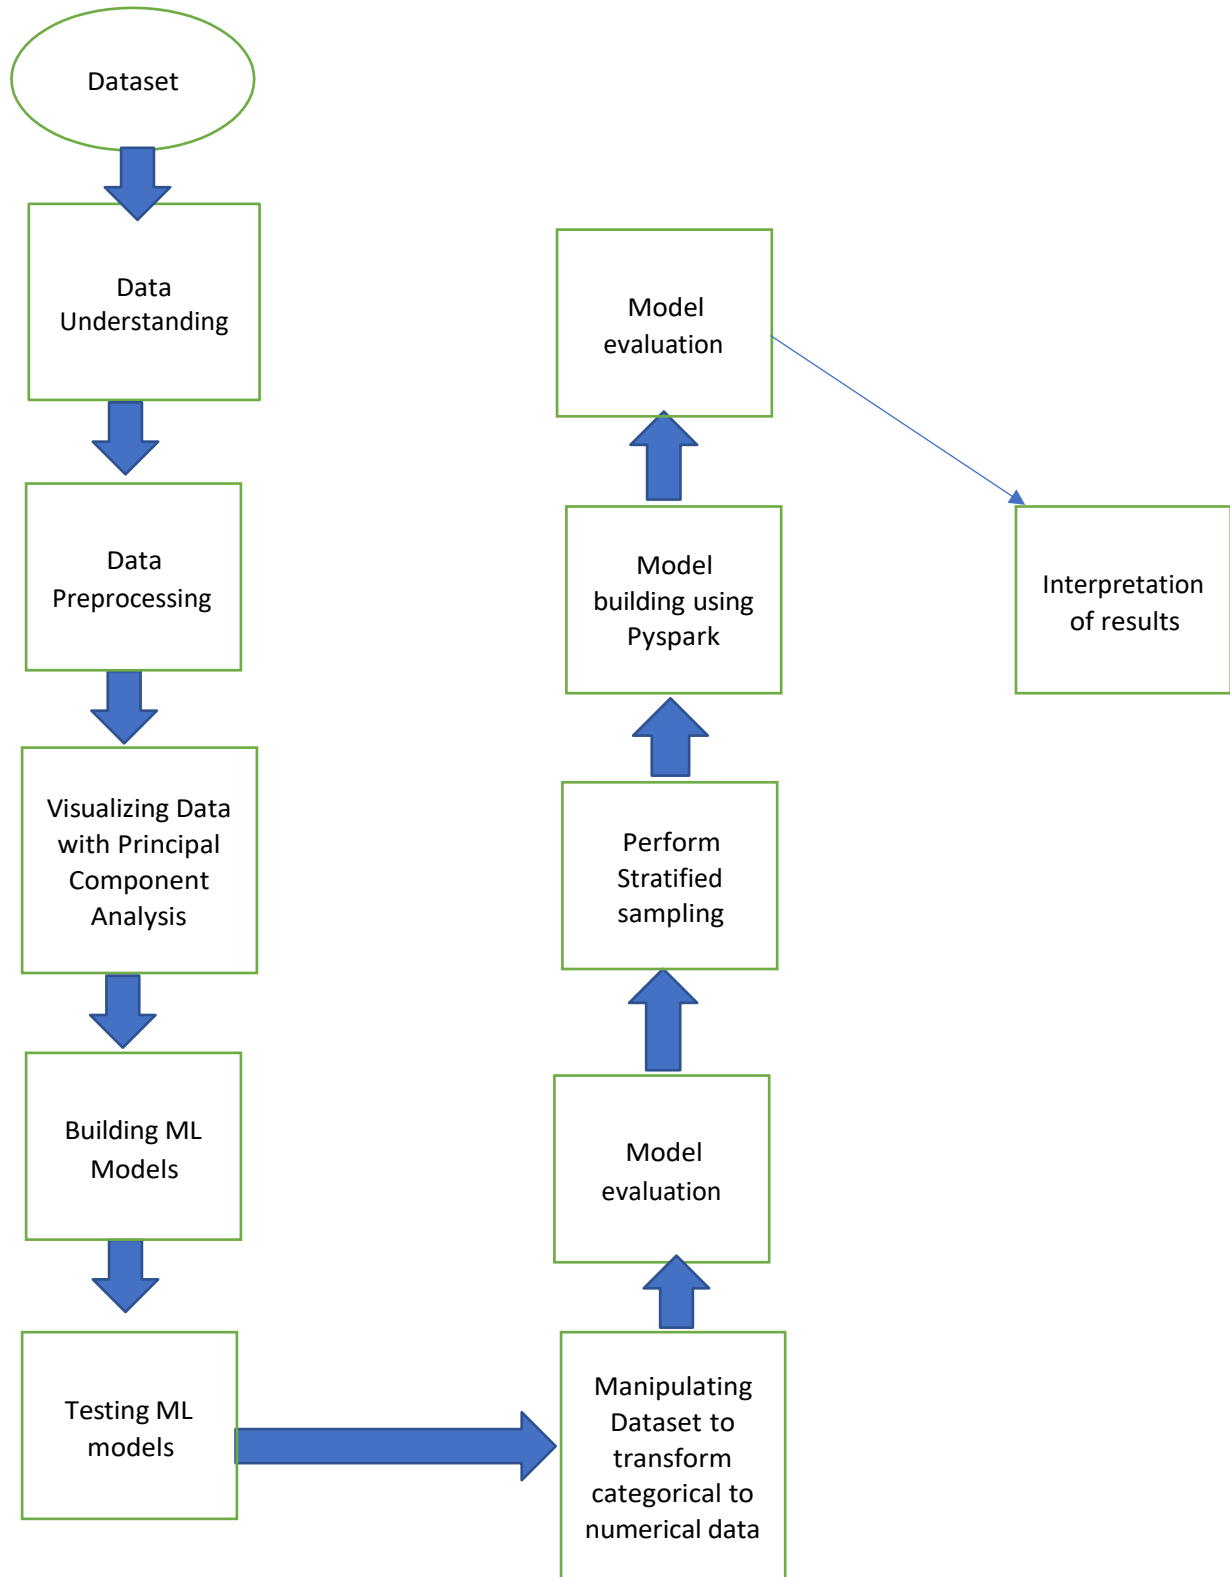 Dataset
Data
Understanding
Data
Preprocessing
Visualizing Data
with Principal
Component
Analysis
Building ML
Models
Testing ML
models
Manipulating
Dataset to
transform
categorical to
numerical data
Model
evaluation
Perform
Stratified
sampling
Model
building using
Pyspark
Model
evaluation
Interpretation
of results